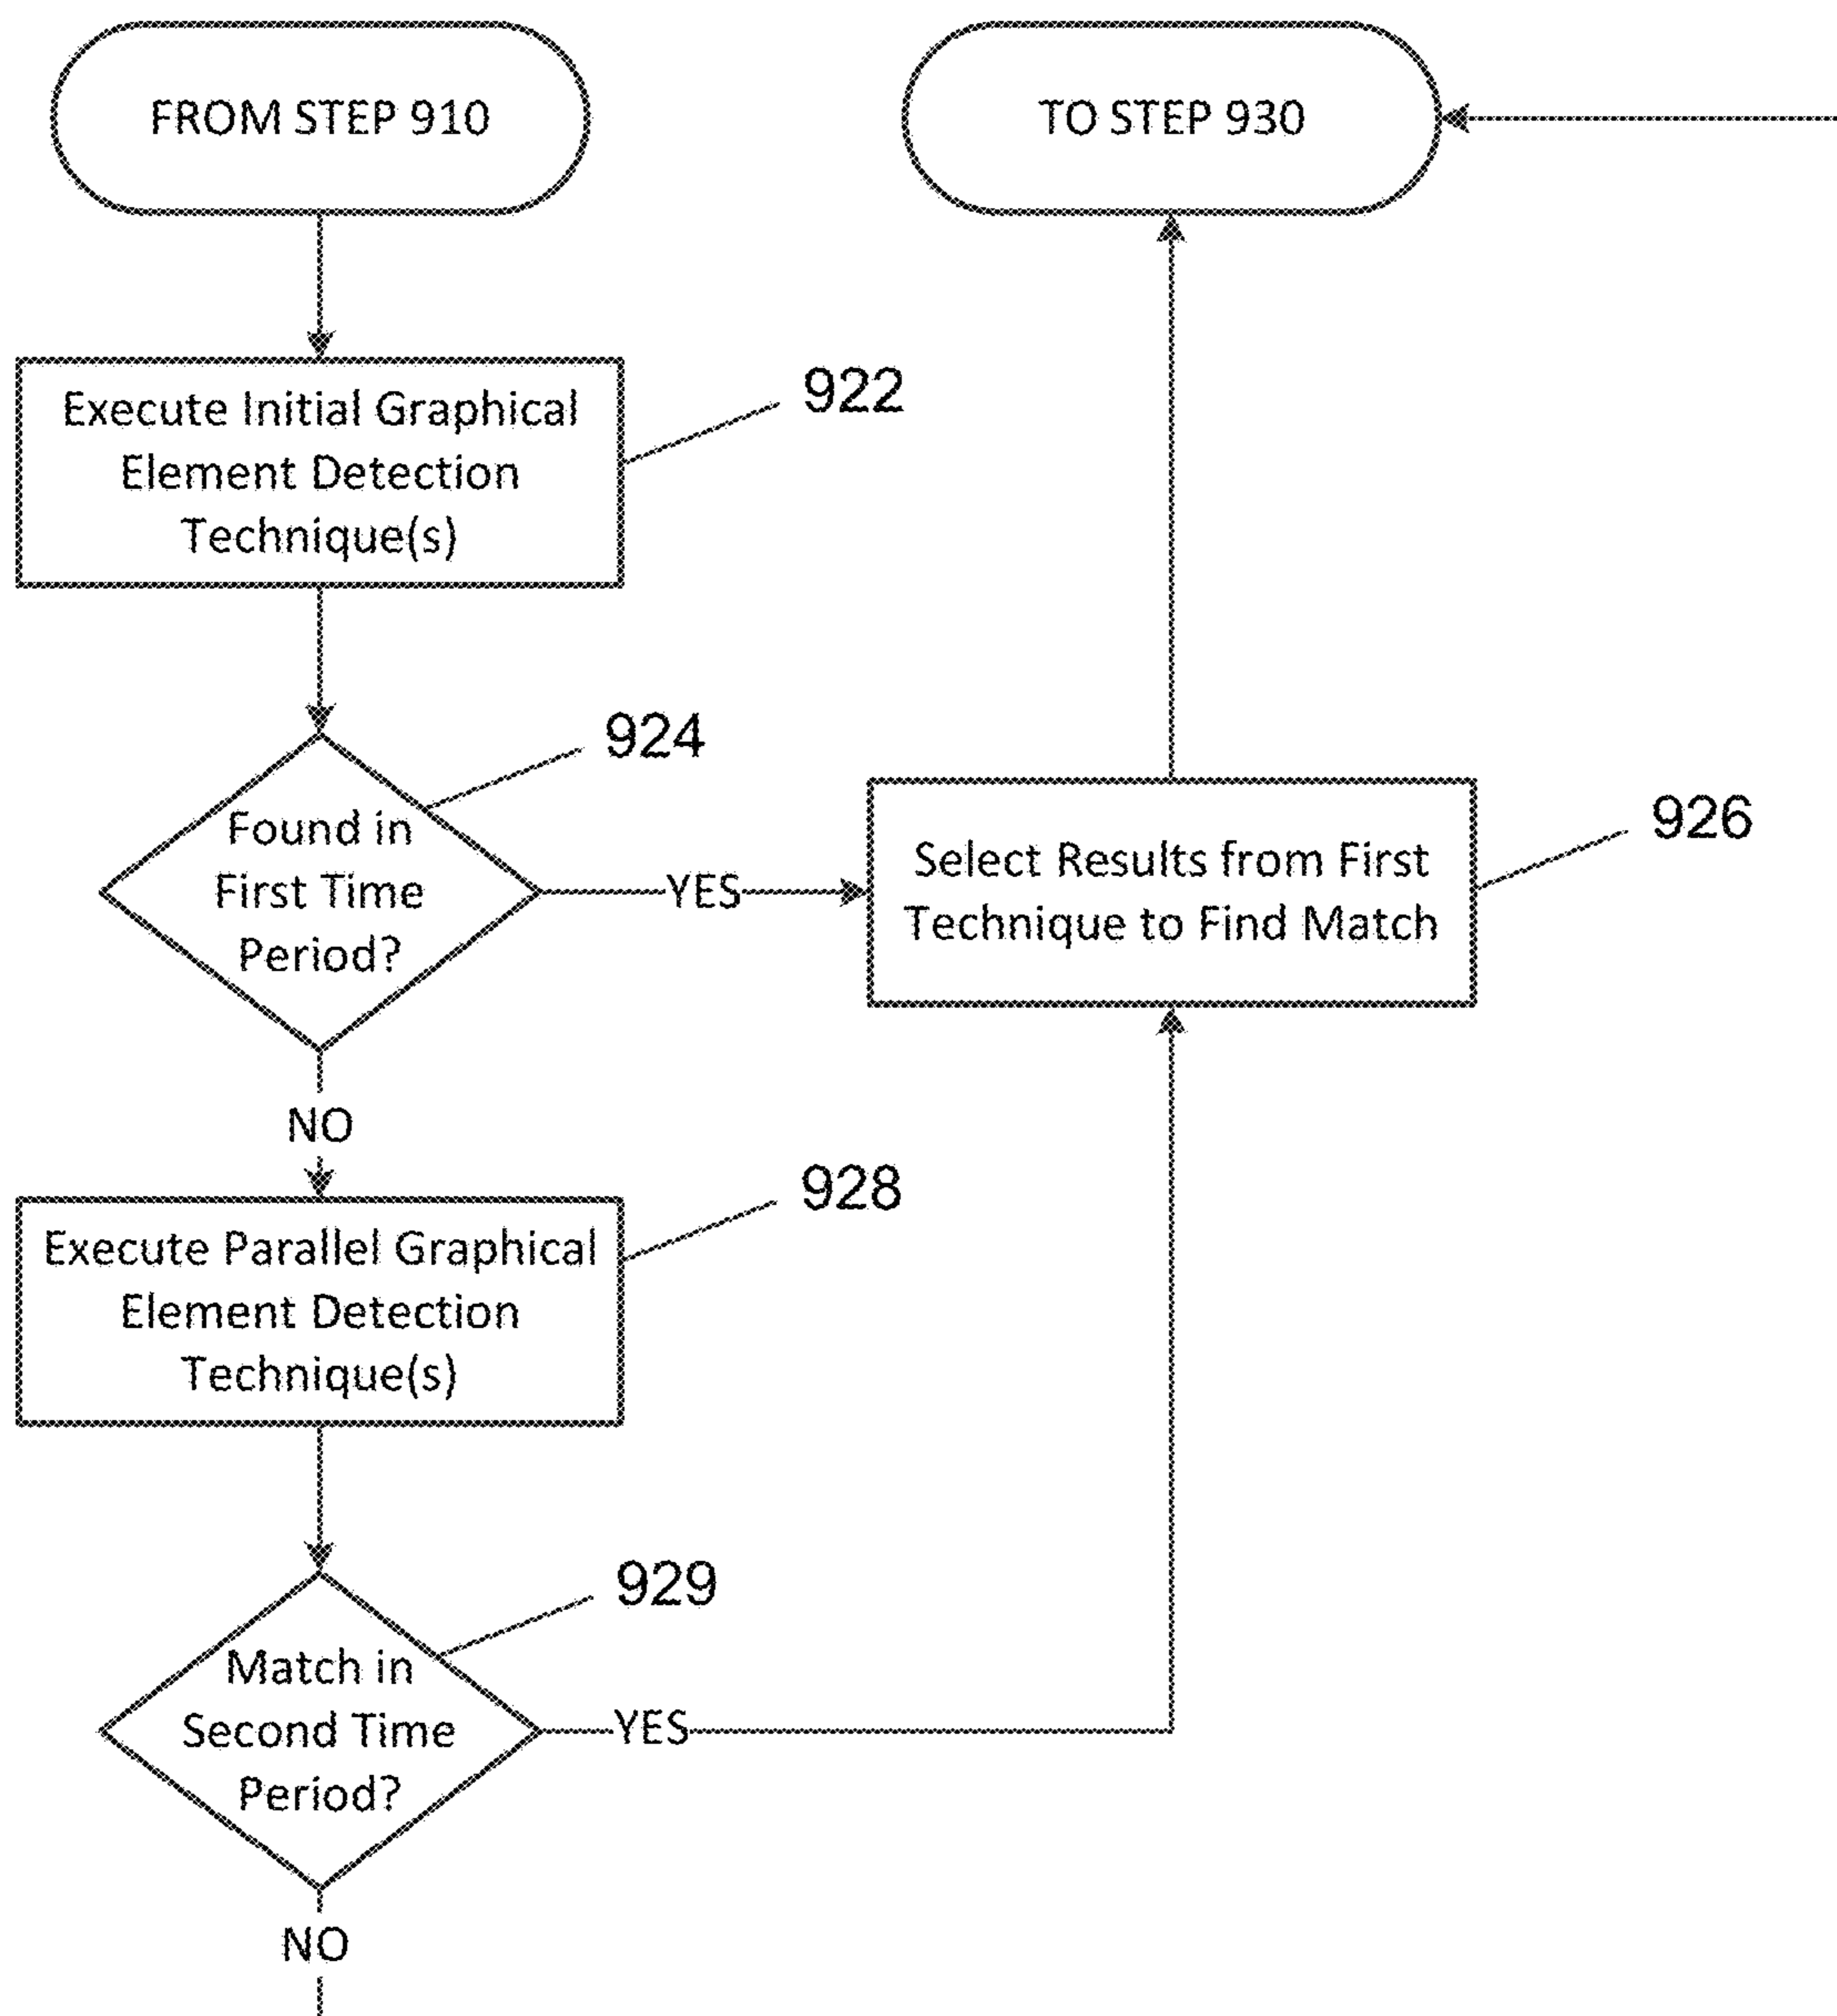 FROM STEP 910
TO STEP 930
Execute Initial Graphical
Element Detection
Technique(s)
922
924
Found in
First Time
Period?
YES
Select Results from First
Technique to Find Match
926
NO
928
Execute Parallel Graphical
Element Detection
Technique(s)
929
Match in
Second Time
Period?
YES
NO